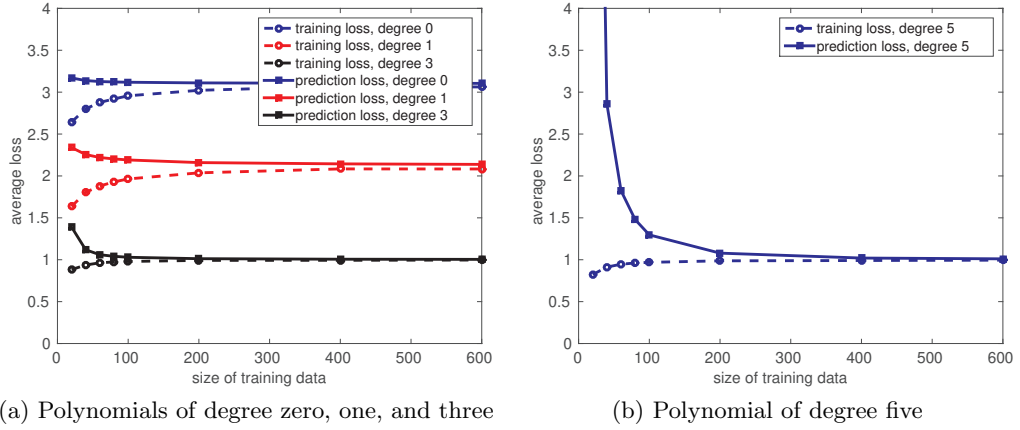 training loss, degree 0
training loss, degree 1
training loss, degree 3
prediction loss, degree 0
prediction loss, degree 1
prediction loss, degree 3
4
3.5
3
2.5
2
1.5
1
0.5
0
average loss
0 100 200 300 400 500 600
size of training data
(a) Polynomials of degree zero, one, and three
training loss, degree 5
prediction loss, degree 5
4
3.5
3
2.5
2
1.5
1
0.5
0
average loss
0 100 200 300 400 500 600
size of training data
(b) Polynomial of degree five